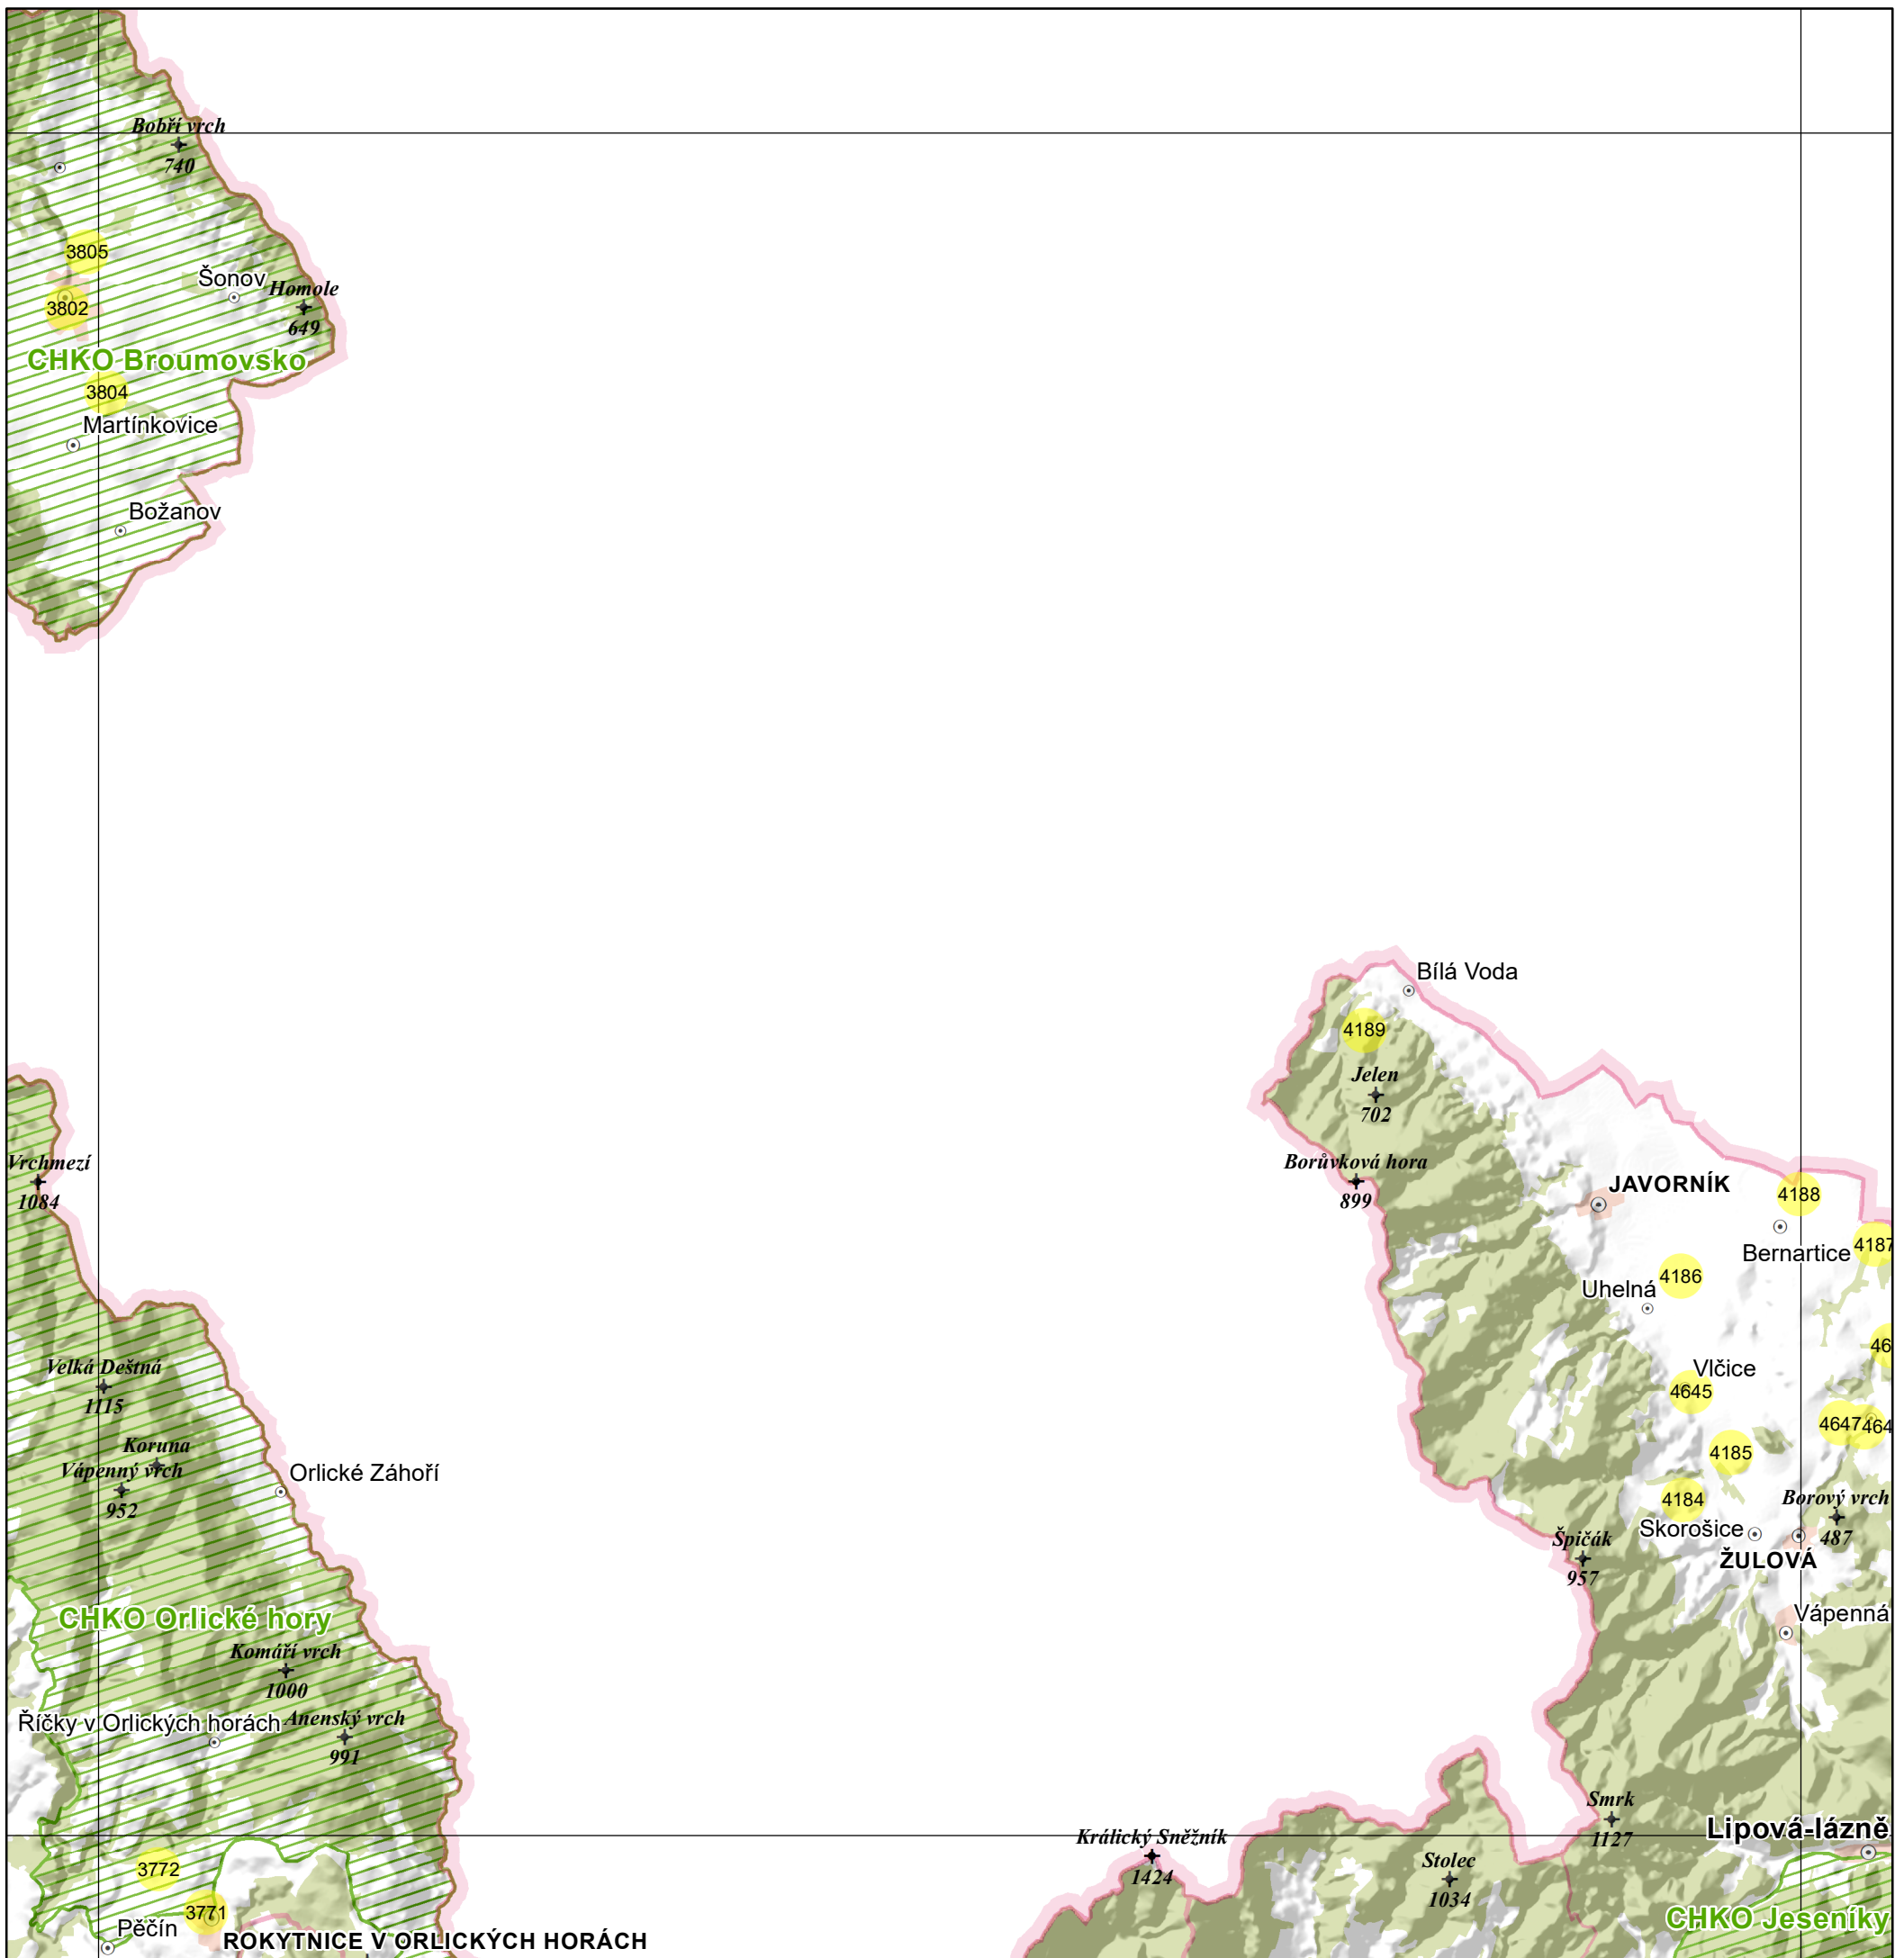 Bobří vrch
740
3805
Šonov
Homole
3802
649
CHKO Broumovsko
3804
Martínkovice
Božanov
Bílá Voda
4189
Jelen
702
Vrchmezí
1084
Borůvková hora
899
JAVORNÍK
4188
Bernartice
4187
4186
Uhelná
46
Velká Deštná
1115
Vlčice
4645
4647
464
Koruna
Vápenný vrch
952
Orlické Záhoří
4185
4184
Borový vrch
487
Skorošice
ŽULOVÁ
Špičák
957
CHKO Orlické hory
Vápenná
Komáří vrch
1000
Říčky v Orlických horách
Anenský vrch
991
Smrk
1127
Králický Sněžník
1424
Lipová-lázně
Stolec
1034
3772
3771
Pěčín
CHKO Jeseníky
ROKYTNICE V ORLICKÝCH HORÁCH